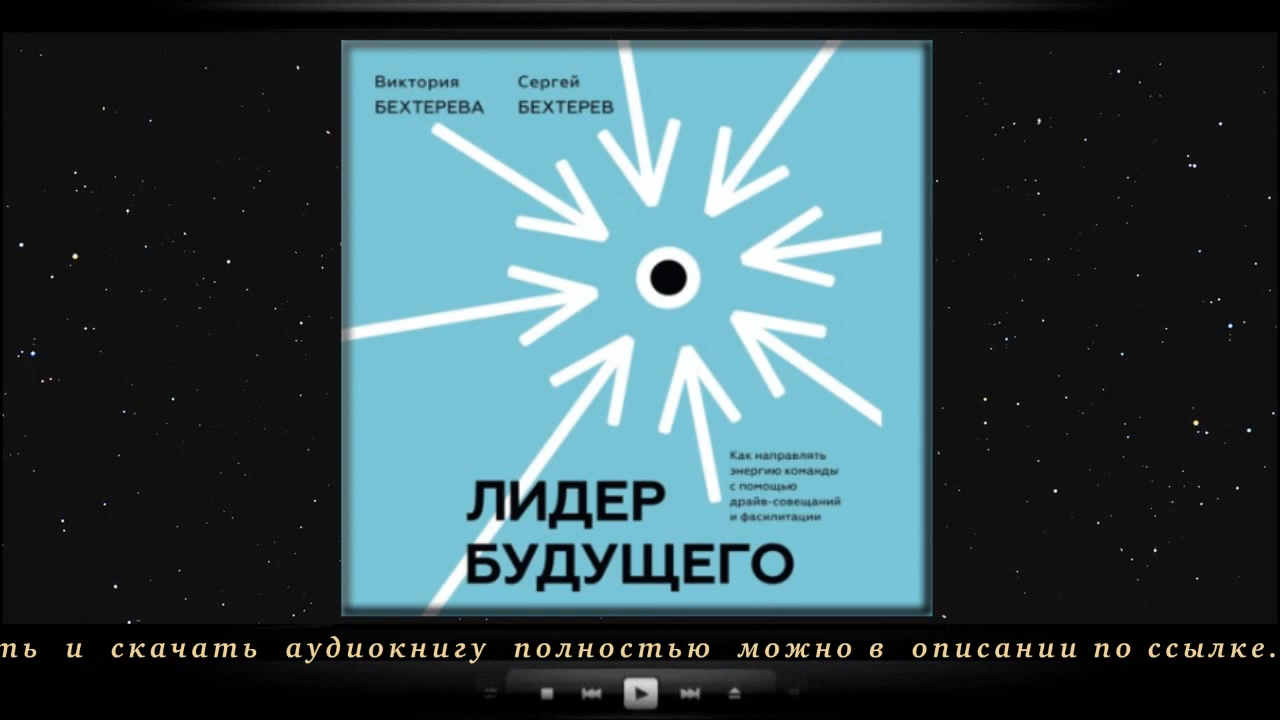 Виктория
БЕХТЕРЕВА
Сергей
БЕХТЕРЕВ
Как направлять
энергию команды
с помощью
драйв-совещаний
и фасилитации
ЛИДЕР
БУДУЩЕГО
ть и скачать аудиокнигу полностью можно в описании по ссылке.